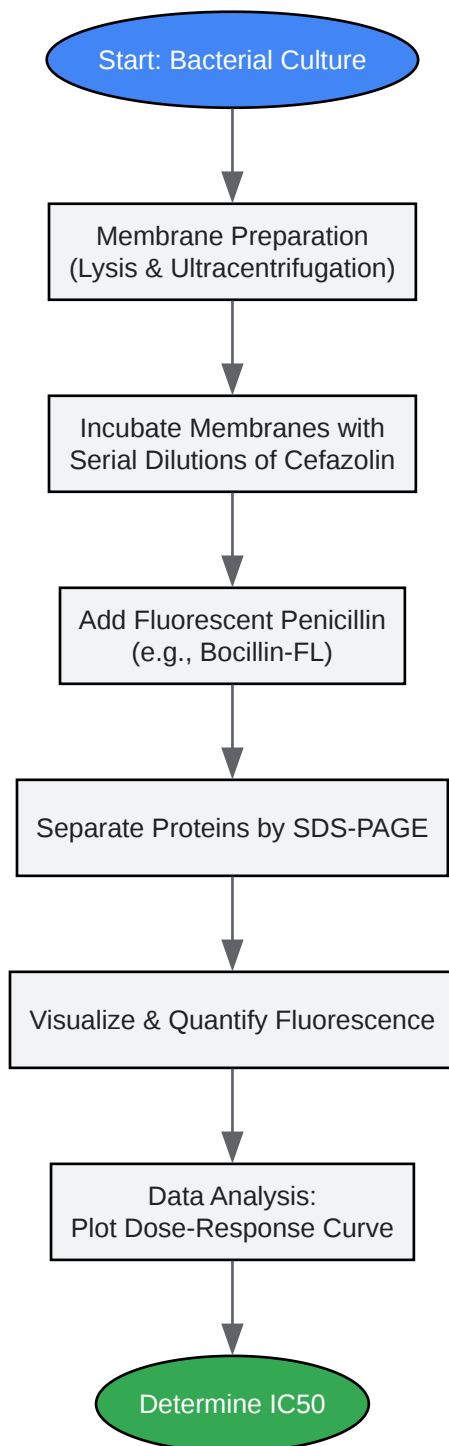 Start: Bacterial Culture
Membrane Preparation
(Lysis & Ultracentrifugation)
Incubate Membranes with
Serial Dilutions of Cefazolin
Add Fluorescent Penicillin
(e.g., Bocillin-FL)
Separate Proteins by SDS-PAGE
Visualize & Quantify Fluorescence
Data Analysis:
Plot Dose-Response Curve
Determine IC50